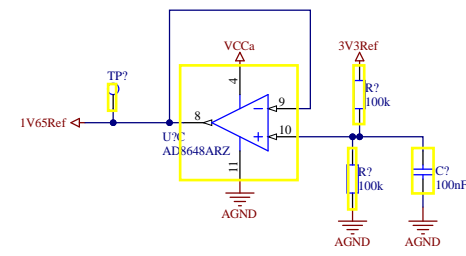 VCCa
3V3Ref
TP?
4
R?
100k
9
1V65Ref
8
10
U?C
AD8648ARZ
11
R?
100k
C?
100nF
AGND
AGND
AGND